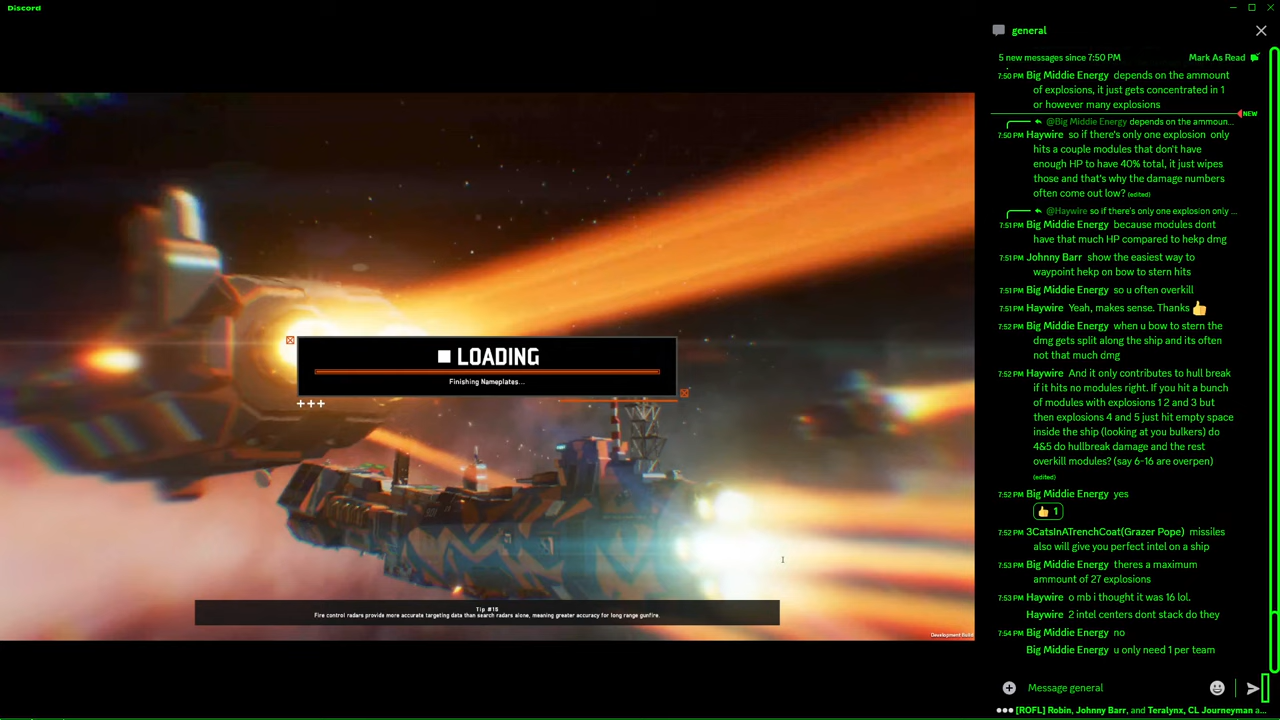 Discord
general
5 new messages since 7:50 PM Mark As Read
7:50 PM Big Middie Energy depends on the ammount
of explosions, it just gets concentrated in 1
or however many explosions
NEW
@Big Middie Energy depends on the ammoun...
7:50 PM Haywire so if there's only one explosion only
hits a couple modules that don't have
enough HP to have 40% total, it just wipes
those and that's why the damage numbers
often come out low? (edited)
@Haywire so if there's only one explosion only ...
7:51 PM Big Middie Energy because modules dont
have that much HP compared to hekp dmg
7:51 PM Johnny Barr show the easiest way to
waypoint hekp on bow to stern hits
7:51 PM Big Middie Energy so u often overkill
7:51 PM Haywire Yeah, makes sense. Thanks 👍
7:52 PM Big Middie Energy when u bow to stern the
dmg gets split along the ship and its often
not that much dmg
7:52 PM Haywire And it only contributes to hull break
if it hits no modules right. If you hit a bunch
of modules with explosions 1 2 and 3 but
then explosions 4 and 5 just hit empty space
inside the ship (looking at you bulkers) do
4&5 do hullbreak damage and the rest
overkill modules? (say 6-16 are overpen)
(edited)
7:52 PM Big Middie Energy yes
👍 1
7:52 PM 3CatsInATrenchCoat(Grazer Pope) missiles
also will give you perfect intel on a ship
7:53 PM Big Middie Energy theres a maximum
ammount of 27 explosions
7:53 PM Haywire o mb i thought it was 16 lol.
Haywire 2 intel centers dont stack do they
7:54 PM Big Middie Energy no
Big Middie Energy u only need 1 per team
Message general
[ROFL] Robin, Johnny Barr, and Teralynx, CL Journeyman a...
LOADING
Finishing Nameplates...
Tip #15
Fire control radars provide more accurate targeting data than search radars alone, meaning greater accuracy for long range gunfire.
Development Build